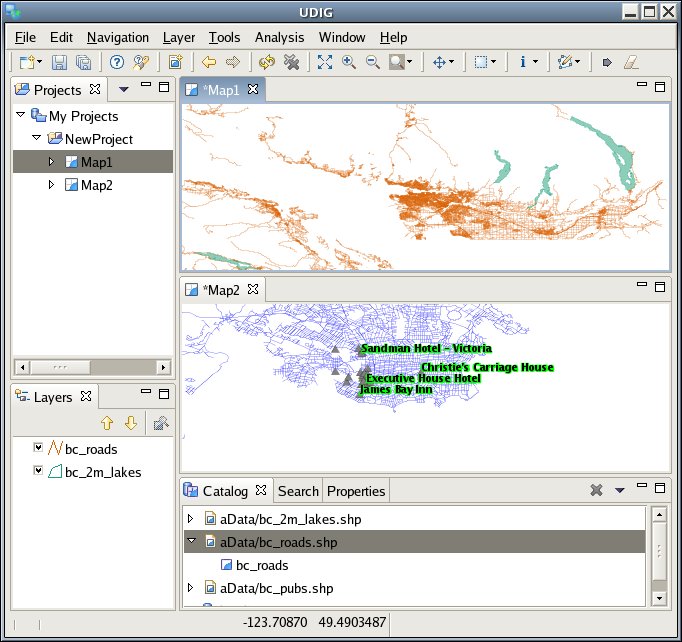 UDIG
File Edit Navigation Layer Tools Analysis Window Help
Projects
My Projects
NewProject
Map1
Map2
*Map1
*Map2
Sandman Hotel - Victoria
Christie's Carriage House
Executive House Hotel
James Bay Inn
Layers
bc_roads
bc_2m_lakes
Catalog Search Properties
aData/bc_2m_lakes.shp
aData/bc_roads.shp
bc_roads
aData/bc_pubs.shp
-123.70870 49.4903487